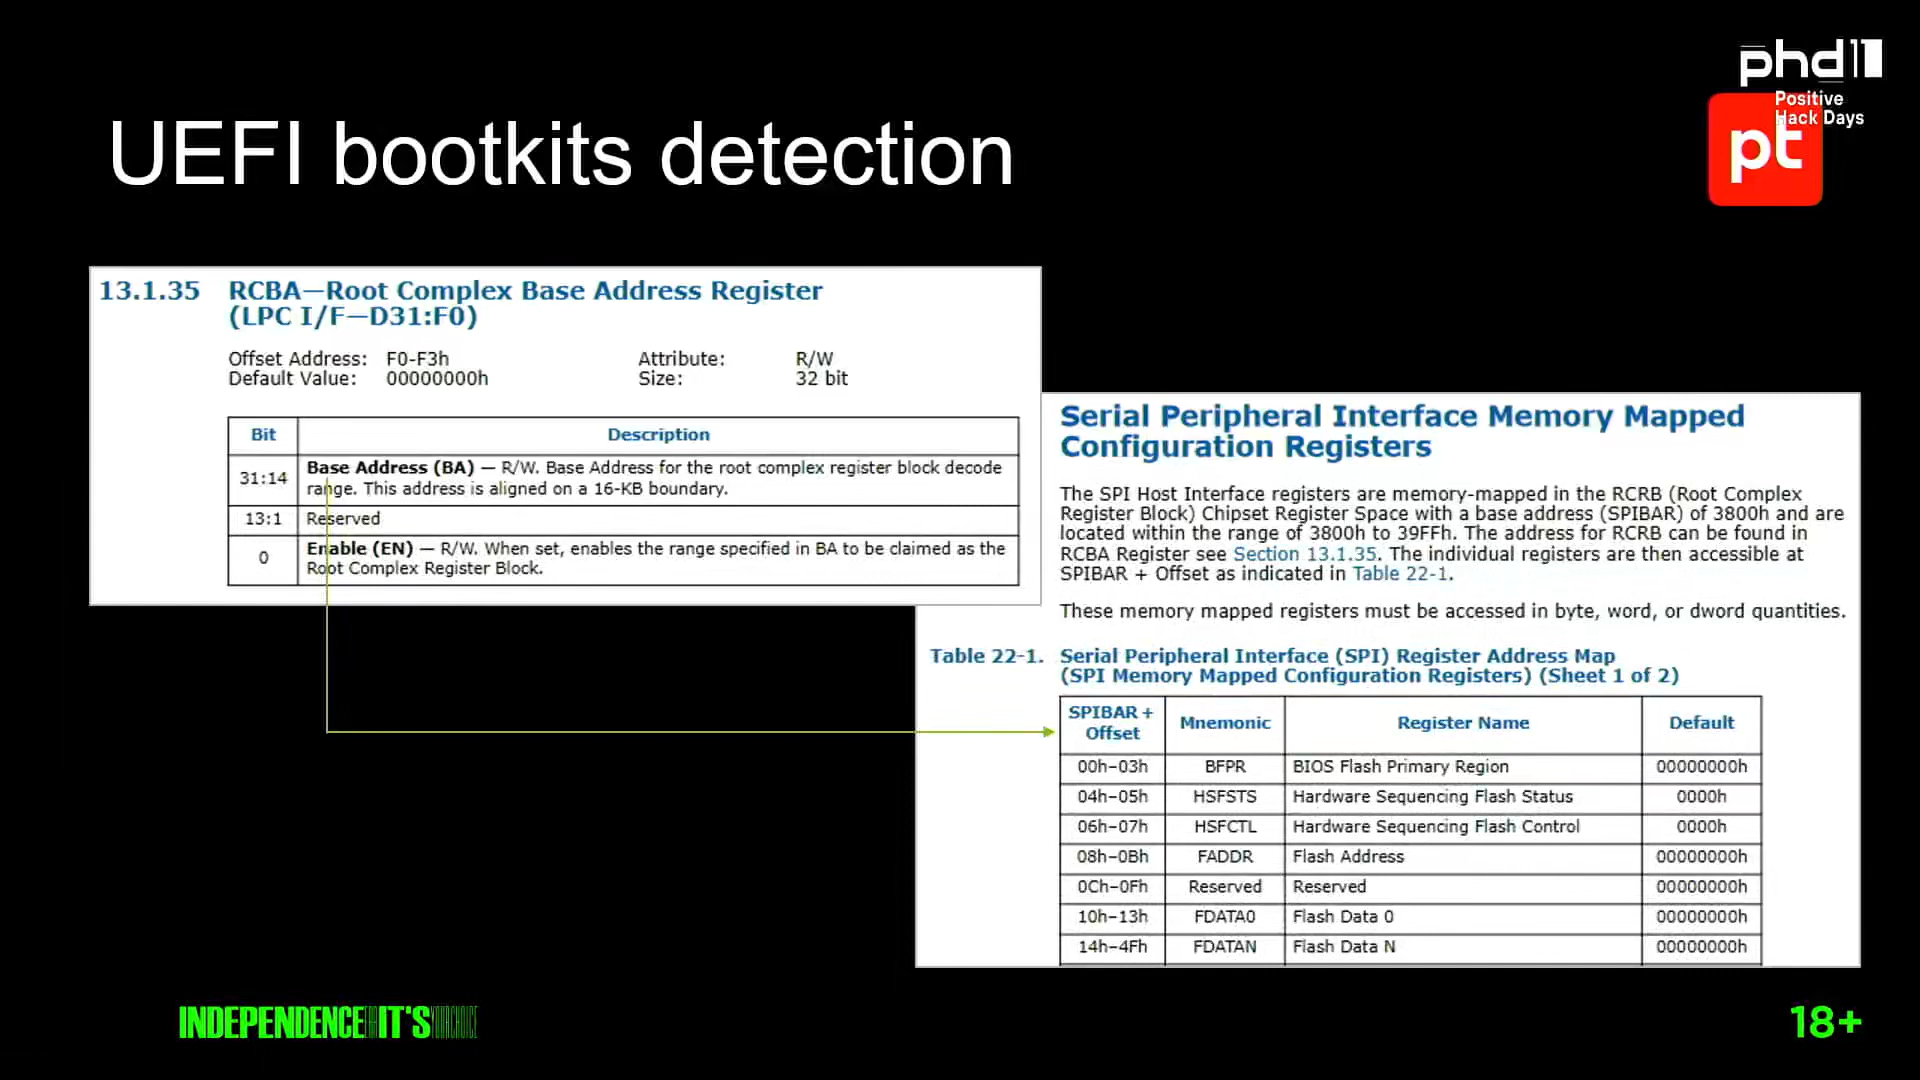 phd11
Positive
Hack Days
pt
UEFI bootkits detection
13.1.35 RCBA—Root Complex Base Address Register
(LPC I/F—D31:F0)
Offset Address: F0-F3h Attribute: R/W
Default Value: 00000000h Size: 32 bit
Bit Description
31:14 Base Address (BA) — R/W. Base Address for the root complex register block decode
range. This address is aligned on a 16-KB boundary.
13:1 Reserved
0 Enable (EN) — R/W. When set, enables the range specified in BA to be claimed as the
Root Complex Register Block.
Serial Peripheral Interface Memory Mapped
Configuration Registers
The SPI Host Interface registers are memory-mapped in the RCRB (Root Complex
Register Block) Chipset Register Space with a base address (SPIBAR) of 3800h and are
located within the range of 3800h to 39FFh. The address for RCRB can be found in
RCBA Register see Section 13.1.35. The individual registers are then accessible at
SPIBAR + Offset as indicated in Table 22-1.
These memory mapped registers must be accessed in byte, word, or dword quantities.
Table 22-1. Serial Peripheral Interface (SPI) Register Address Map
(SPI Memory Mapped Configuration Registers) (Sheet 1 of 2)
SPIBAR + Offset Mnemonic Register Name Default
00h–03h BFPR BIOS Flash Primary Region 00000000h
04h–05h HSFSTS Hardware Sequencing Flash Status 0000h
06h–07h HSFCTL Hardware Sequencing Flash Control 0000h
08h–0Bh FADDR Flash Address 00000000h
0Ch–0Fh Reserved Reserved 00000000h
10h–13h FDATA0 Flash Data 0 00000000h
14h–4Fh FDATAN Flash Data N 00000000h
INDEPENDENCE IT'S
18+